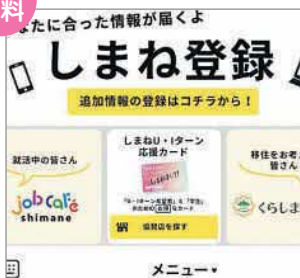 料
なたに合った情報が届くよ
しまね登録
追加情報の登録はコチラから！
就活中の皆さん
job café
shimane
しまねU・Iターン
応援カード
協賛店を探す
移住をお考え
皆さん
くらしま
メニュー▾